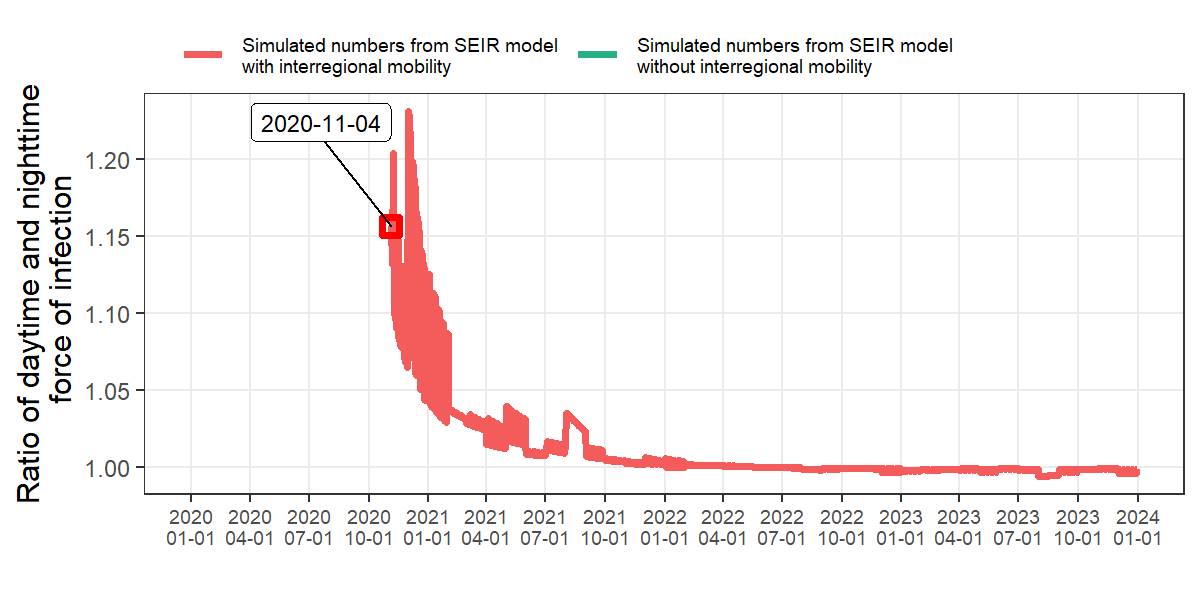 Simulated numbers from SEIR model
with interregional mobility
Simulated numbers from SEIR model
without interregional mobility
Ratio of daytime and nighttime
force of infection
2020-11-04
1.20
1.15
1.10
1.05
1.00
2020 2020 2020 2020 2021 2021 2021 2021 2022 2022 2022 2022 2023 2023 2023 2023 2024
01-01 04-01 07-01 10-01 01-01 04-01 07-01 10-01 01-01 04-01 07-01 10-01 01-01 04-01 07-01 10-01 01-01